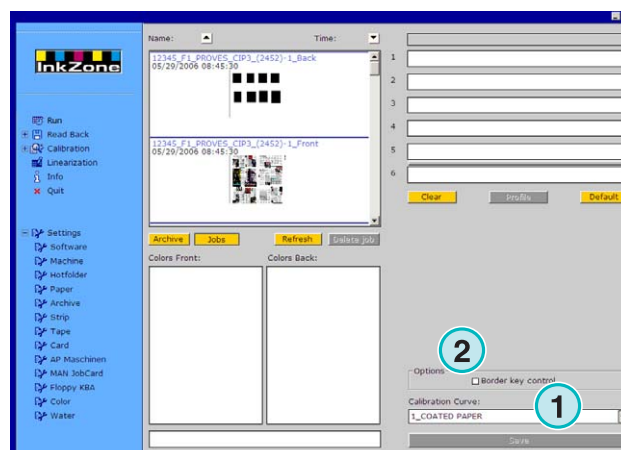 InkZone
Run
Read Back
Calibration
Linearization
Info
Quit
Settings
Software
Machine
Hotfolder
Paper
Archive
Strip
Tape
Card
AP Maschinen
MAN JobCard
Floppy KBA
Color
Water
Name:
Time:
12345_F1_PROVES_CIP3_(2452)-1_Back
05/29/2006 08:45:30
12345_F1_PROVES_CIP3_(2452)-1_Front
05/29/2006 08:45:30
Archive
Jobs
Refresh
Delete job
Colors Front:
Colors Back:
1
2
3
4
5
6
Clear
Profile
Default
2
Options
Border key control
1
Calibration Curve:
1_COATED PAPER
Save